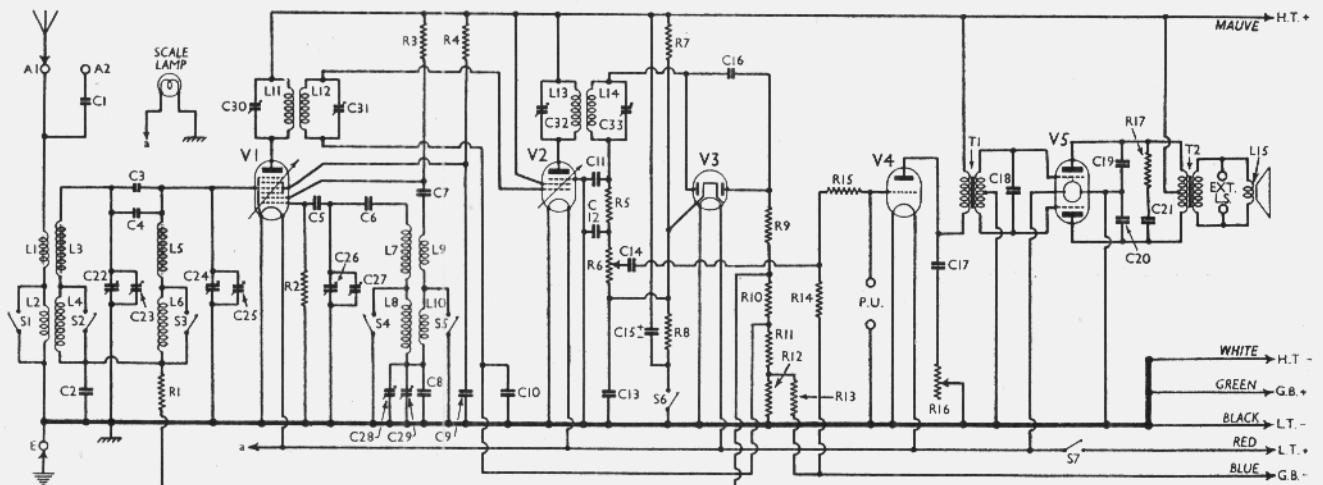 H.T.+
MAUVE
A1
A2
C1
SCALE
LAMP
a
C30
L11
L12
C31
R3
R4
L13
C32
L14
C33
R7
C16
V1
V2
V3
V4
T1
V5
R17
T2
L15
C3
C4
C7
C11
R5
C
12
R15
C18
C19
EXT.
L.S.
C21
C20
L1
L3
L5
C5
C6
L7
L9
R6
C14
R9
C17
C22
C23
C24
C25
R2
C26
C27
R10
R14
P.U.
L2
L4
L6
L8
L10
S1
S2
S3
S4
S5
C15
+
-
R8
R11
R12
R13
R16
WHITE
H.T -
C2
R1
C8
C10
C13
S6
GREEN
G.B.+
C28
C29
C9
BLACK
L.T.-
E
a
S7
RED
L.T.+
BLUE
G.B.-